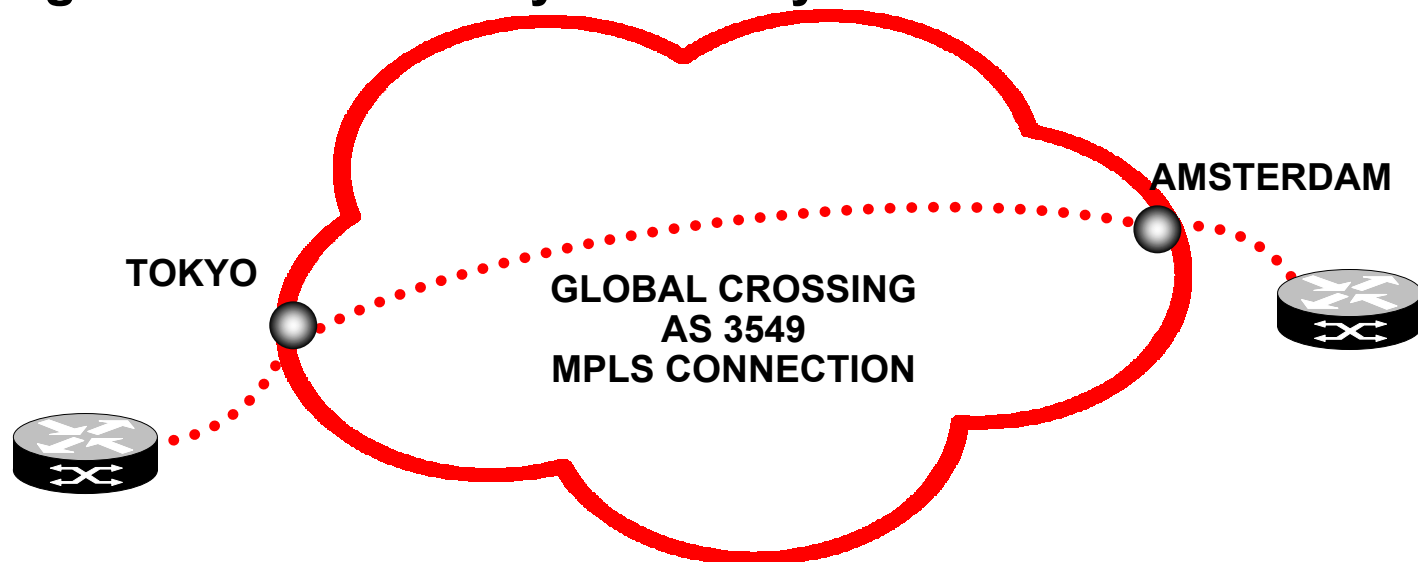 AMSTERDAM
TOKYO
GLOBAL CROSSING
AS 3549
MPLS CONNECTION